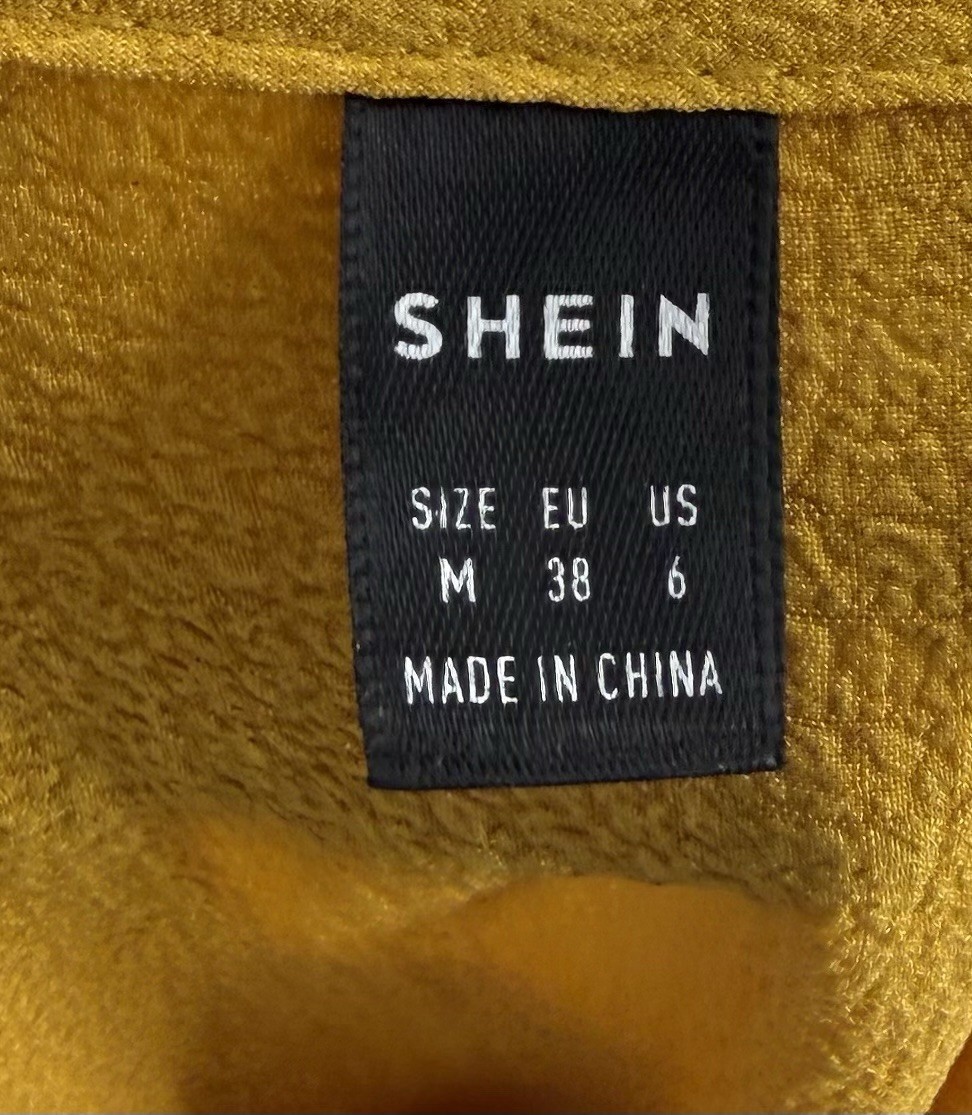 SHEIN
SIZE EU US
M 38 6
MADE IN CHINA